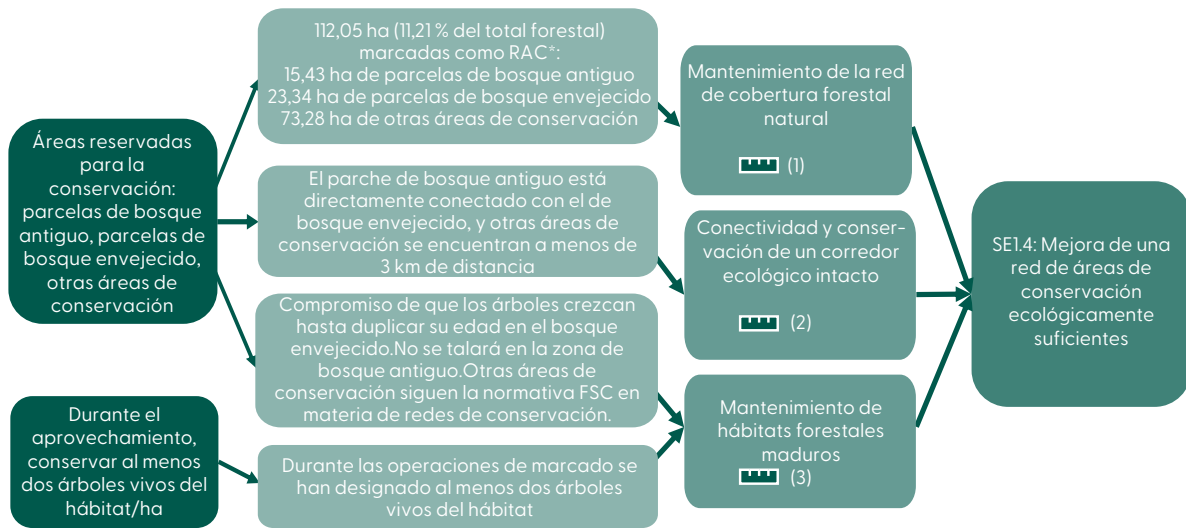 Áreas reservadas
para la
conservación:
parcelas de bosque
antiguo, parcelas de
bosque envejecido,
otras áreas de
conservación
Durante el
aprovechamiento,
conservar al menos
dos árboles vivos del
hábitat/ha
112,05 ha (11,21 % del total forestal)
marcadas como RAC*:
15,43 ha de parcelas de bosque antiguo
23,34 ha de parcelas de bosque envejecido
73,28 ha de otras áreas de conservación
El parche de bosque antiguo está
directamente conectado con el de
bosque envejecido, y otras áreas de
conservación se encuentran a menos de
3 km de distancia
Compromiso de que los árboles crezcan
hasta duplicar su edad en el bosque
envejecido.No se talará en la zona de
bosque antiguo.Otras áreas de
conservación siguen la normativa FSC en
materia de redes de conservación.
Durante las operaciones de marcado se
han designado al menos dos árboles
vivos del hábitat
Mantenimiento de la red
de cobertura forestal
natural
(1)
Conectividad y conser-
vación de un corredor
ecológico intacto
(2)
Mantenimiento de
hábitats forestales
maduros
(3)
SE1.4: Mejora de una
red de áreas de
conservación
ecológicamente
suficientes